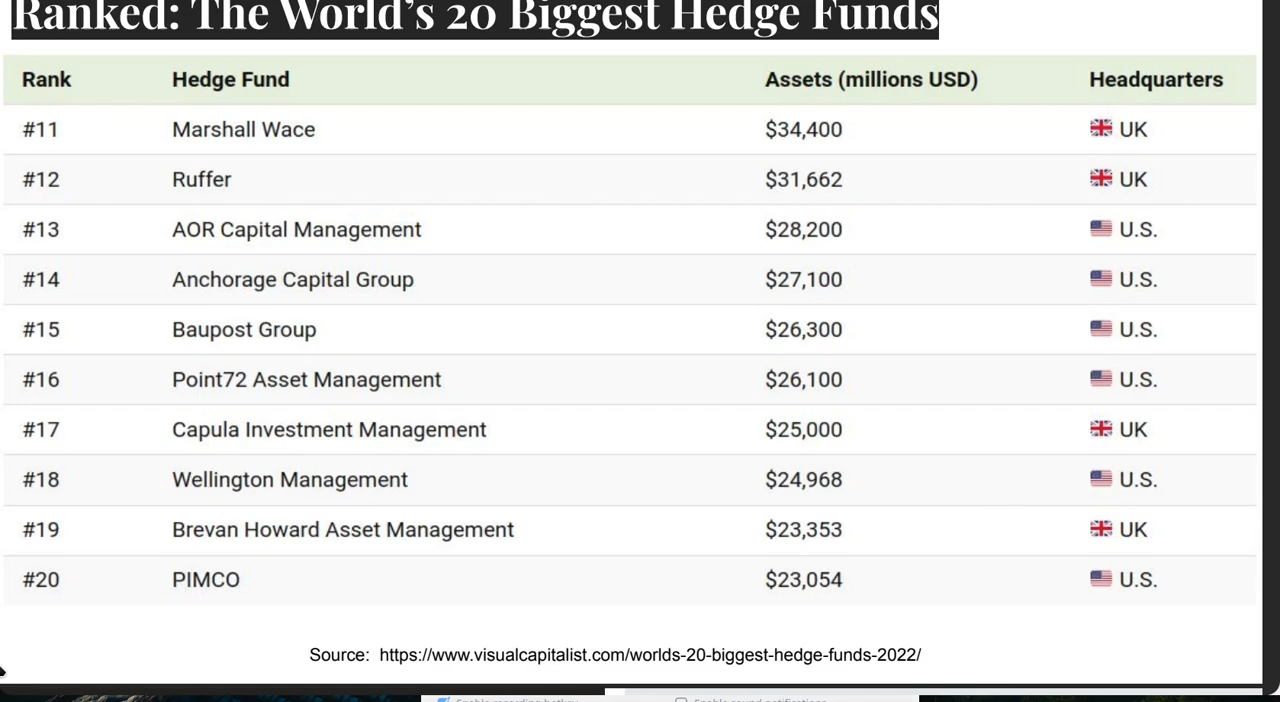 Ranked: The World's 20 Biggest Hedge Funds
Rank Hedge Fund Assets (millions USD) Headquarters
#11 Marshall Wace $34,400 UK
#12 Ruffer $31,662 UK
#13 AOR Capital Management $28,200 U.S.
#14 Anchorage Capital Group $27,100 U.S.
#15 Baupost Group $26,300 U.S.
#16 Point72 Asset Management $26,100 U.S.
#17 Capula Investment Management $25,000 UK
#18 Wellington Management $24,968 U.S.
#19 Brevan Howard Asset Management $23,353 UK
#20 PIMCO $23,054 U.S.
Source: https://www.visualcapitalist.com/worlds-20-biggest-hedge-funds-2022/